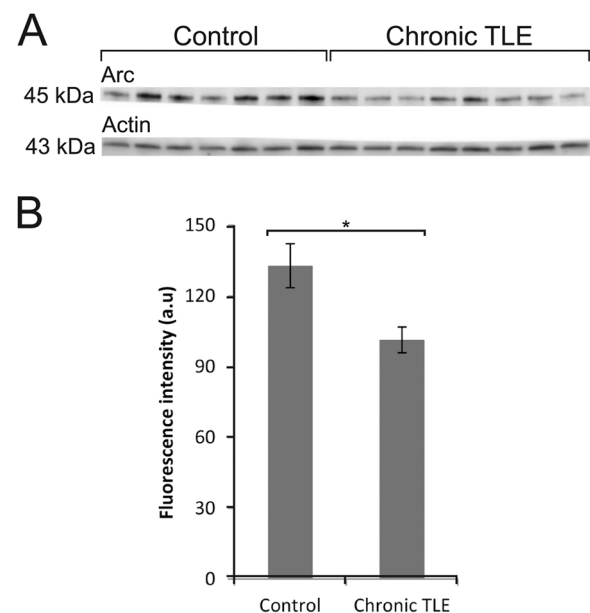 A
Control Chronic TLE
Arc
45 kDa
Actin
43 kDa
B
*
150
120
90
60
30
0
Fluorescence intensity (a.u)
Control Chronic TLE